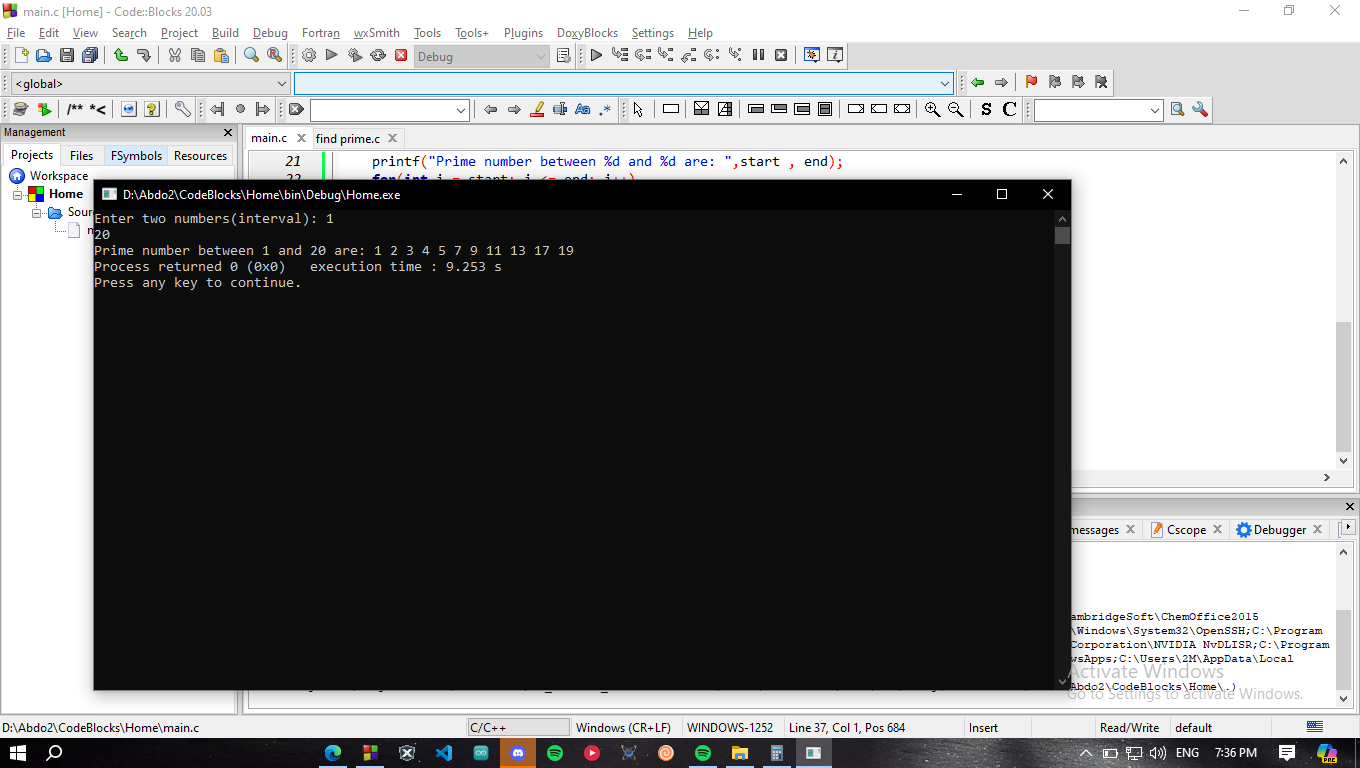 main.c [Home] - Code::Blocks 20.03
File Edit View Search Project Build Debug Fortran wxSmith Tools Tools+ Plugins DoxyBlocks Settings Help
Debug
<global>
/** *<
Aa .* S C
Management
main.c find prime.c
Projects Files FSymbols Resources
21 printf("Prime number between %d and %d are: ",start , end);
22 for(int i = start; i <= end; i++)
Workspace
Home
Sour
D:\Abdo2\CodeBlocks\Home\bin\Debug\Home.exe
Enter two numbers(interval): 1
20
Prime number between 1 and 20 are: 1 2 3 4 5 7 9 11 13 17 19
Process returned 0 (0x0)   execution time : 9.253 s
Press any key to continue.
messages Cscope Debugger
ambridgeSoft\ChemOffice2015
\Windows\System32\OpenSSH;C:\Program
Corporation\NVIDIA NvDLISR;C:\Program
wsApps;C:\Users\2M\AppData\Local
Abdo2\CodeBlocks\Home\.)
Activate Windows
Go to Settings to activate Windows.
D:\Abdo2\CodeBlocks\Home\main.c C/C++ Windows (CR+LF) WINDOWS-1252 Line 37, Col 1, Pos 684 Insert Read/Write default
ENG 7:36 PM PRE